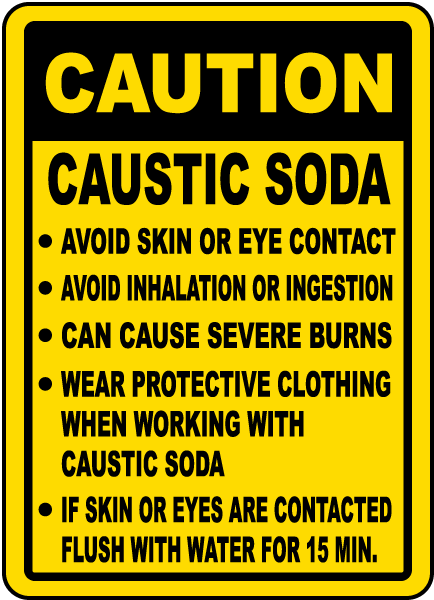 CAUTION
CAUSTIC SODA
• AVOID SKIN OR EYE CONTACT
• AVOID INHALATION OR INGESTION
• CAN CAUSE SEVERE BURNS
• WEAR PROTECTIVE CLOTHING
WHEN WORKING WITH
CAUSTIC SODA
• IF SKIN OR EYES ARE CONTACTED
FLUSH WITH WATER FOR 15 MIN.